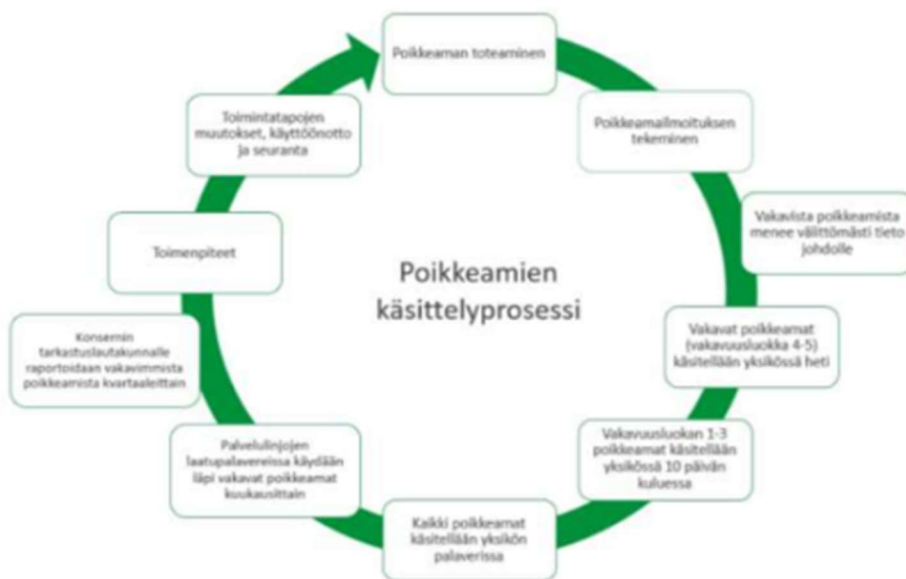 Poikkeaman toteaminen
Poikkeamailmoituksen
tekeminen
Vakavista poikkeamista
menee välittömästi tieto
johdolle
Vakavat poikkeamat
(vakavuusluokka 4-5)
käsitellään yksikössä heti
Vakavuusluokan 1-3
poikkeamat käsitellään
yksikössä 10 päivän
kuluessa
Kaikki poikkeamat
käsitellään yksikön
palaverissa
Palvelulinjojen
laatupalavereissa käydään
läpi vakavat poikkeamat
kuukausittain
Konsernin
tarkastuslautakunnalle
raportoidaan vakavimmista
poikkeamista kvartaaleittain
Toimenpiteet
Toimintatapojen
muutokset, käyttöönotto
ja seuranta
Poikkeamien
käsittelyprosessi